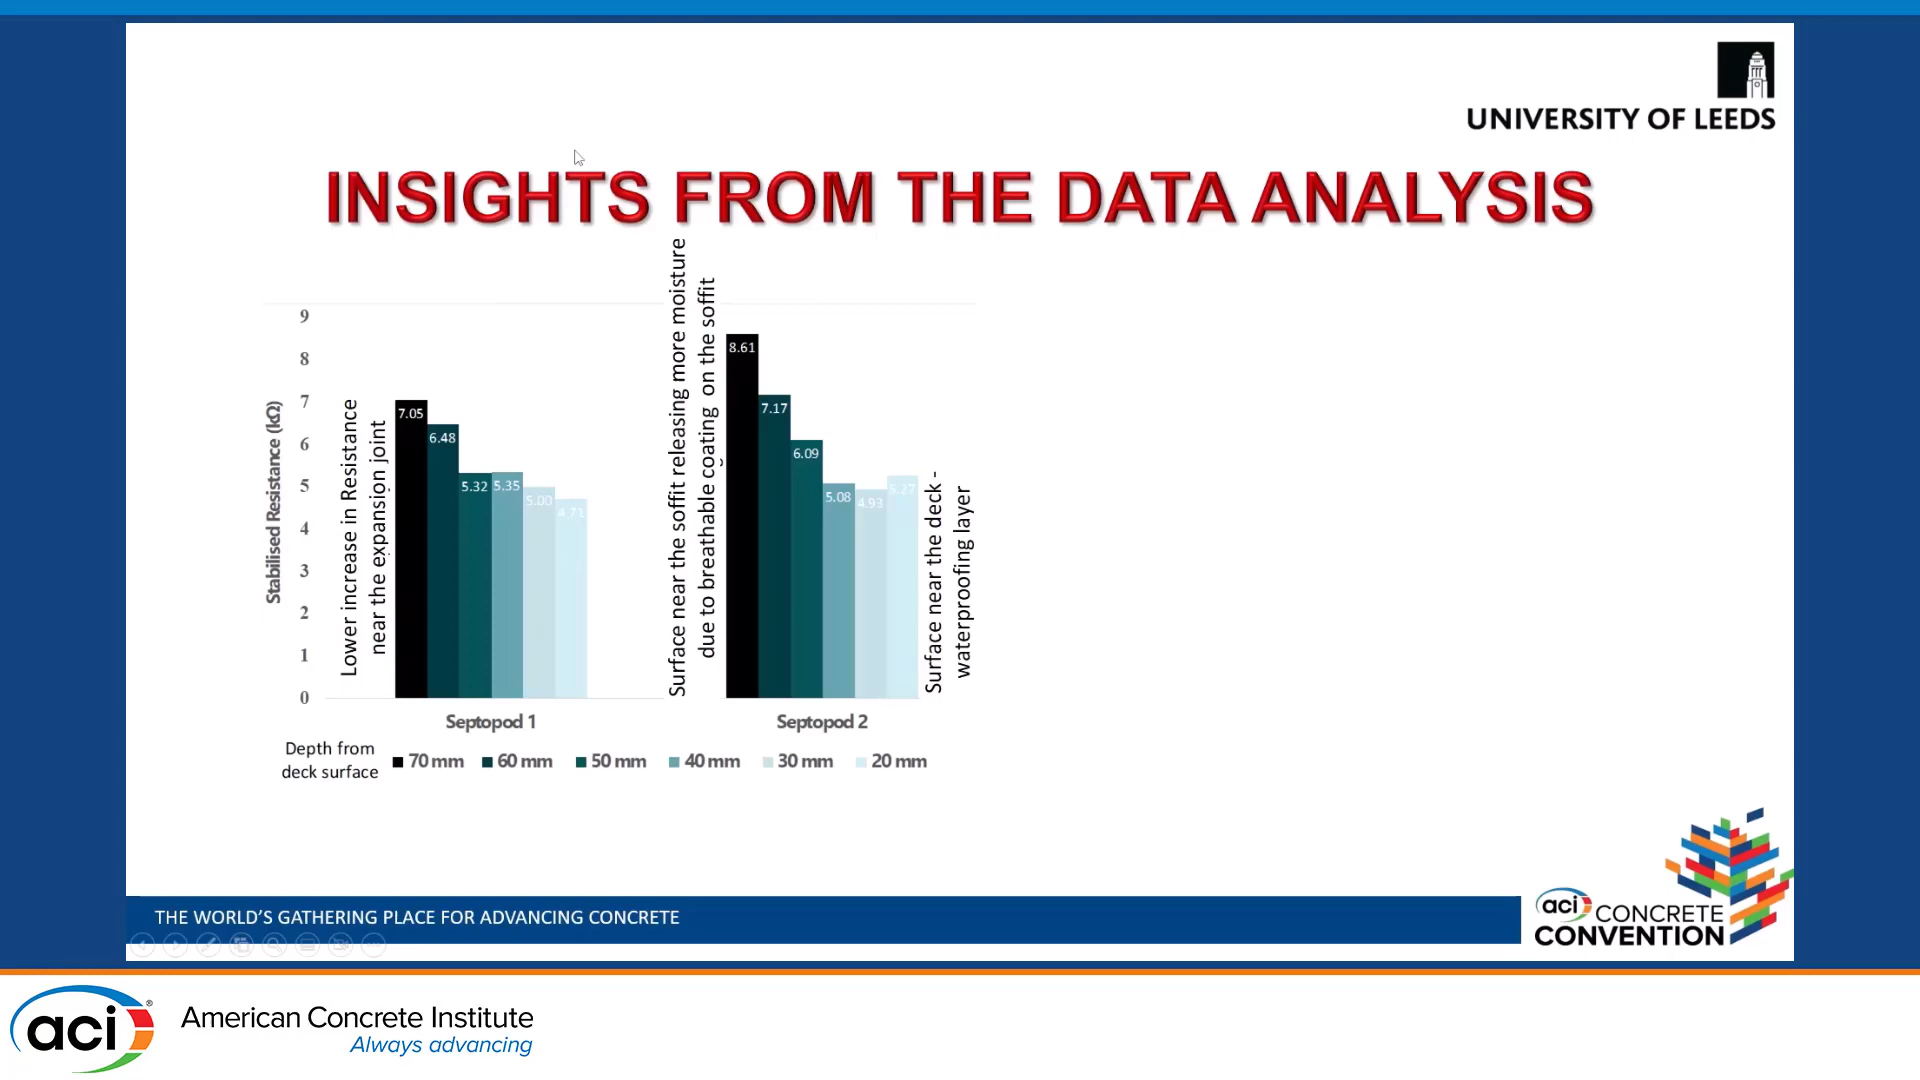 UNIVERSITY OF LEEDS
INSIGHTS FROM THE DATA ANALYSIS
9
8
7
6
5
4
3
2
1
0
Stabilised Resistance (kΩ)
Lower increase in Resistance
near the expansion joint
7.05
6.48
5.32
5.35
5.00
4.71
Surface near the soffit releasing more moisture
due to breathable coating on the soffit
8.61
7.17
6.09
5.08
4.93
5.27
Surface near the deck -
waterproofing layer
Septopod 1
Septopod 2
Depth from
deck surface
70 mm
60 mm
50 mm
40 mm
30 mm
20 mm
THE WORLD'S GATHERING PLACE FOR ADVANCING CONCRETE
aci CONCRETE
CONVENTION
aci®
American Concrete Institute
Always advancing